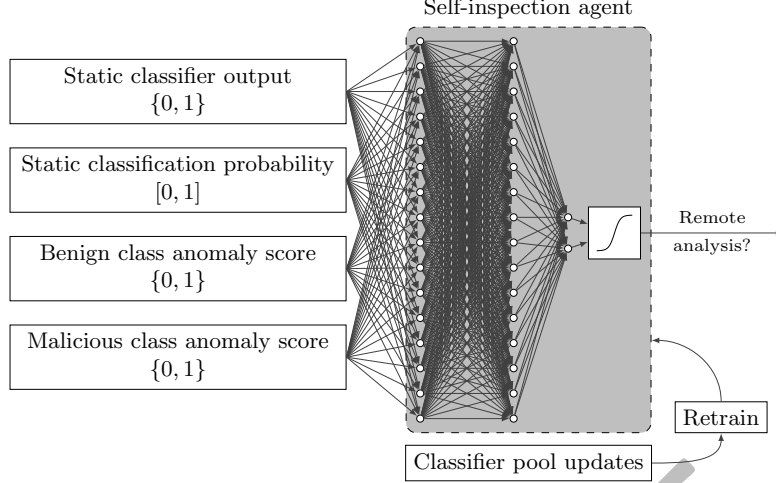 Self-inspection agent
Static classifier output
{0, 1}
Static classification probability
[0, 1]
Benign class anomaly score
{0, 1}
Malicious class anomaly score
{0, 1}
Remote
analysis?
Retrain
Classifier pool updates